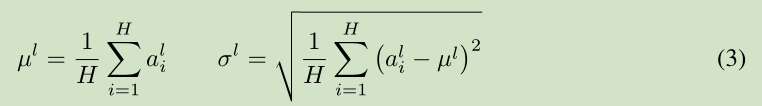 μ^l = \frac{1}{H} \sum_{i=1}^{H} a_i^l    σ^l = \sqrt{\frac{1}{H} \sum_{i=1}^{H} (a_i^l − μ^l)^2}    (3)